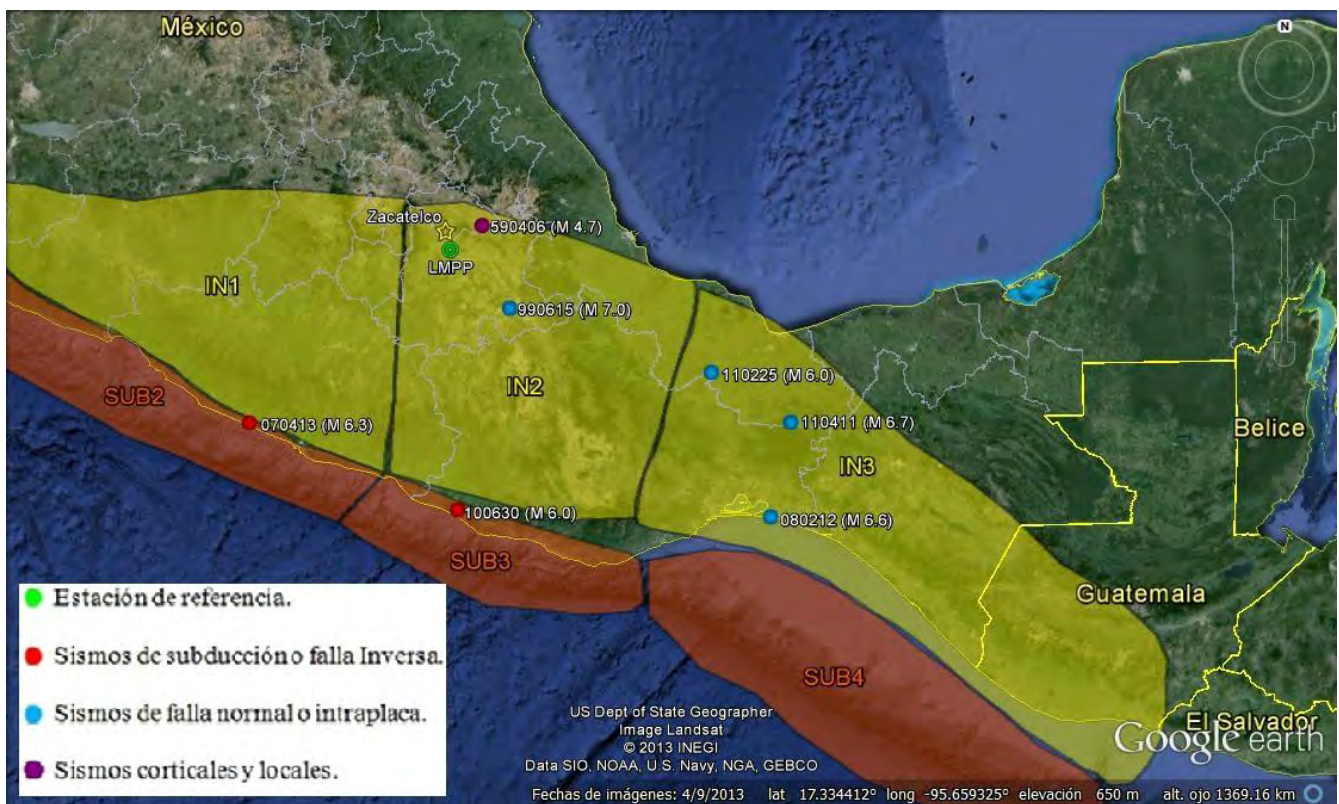 México
N
Zacatelco
590406 (M 4.7)
LMPP
IN1
990615 (M 7.0)
110225 (M 6.0)
IN2
SUB2
070413 (M 6.3)
110411 (M 6.7)
Belice
IN3
100630 (M 6.0)
080212 (M 6.6)
SUB3
Guatemala
Estación de referencia.
Sismos de subducción o falla Inversa.
SUB4
Sismos de falla normal o intraplaca.
US Dept of State Geographer
Image Landsat
© 2013 INEGI
Data SIO, NOAA, U.S. Navy, NGA, GEBCO
El Salvador
Google earth
Sismos corticales y locales.
Fechas de imágenes: 4/9/2013 lat 17.334412° long -95.659325° elevación 650 m alt. ojo 1369.16 km